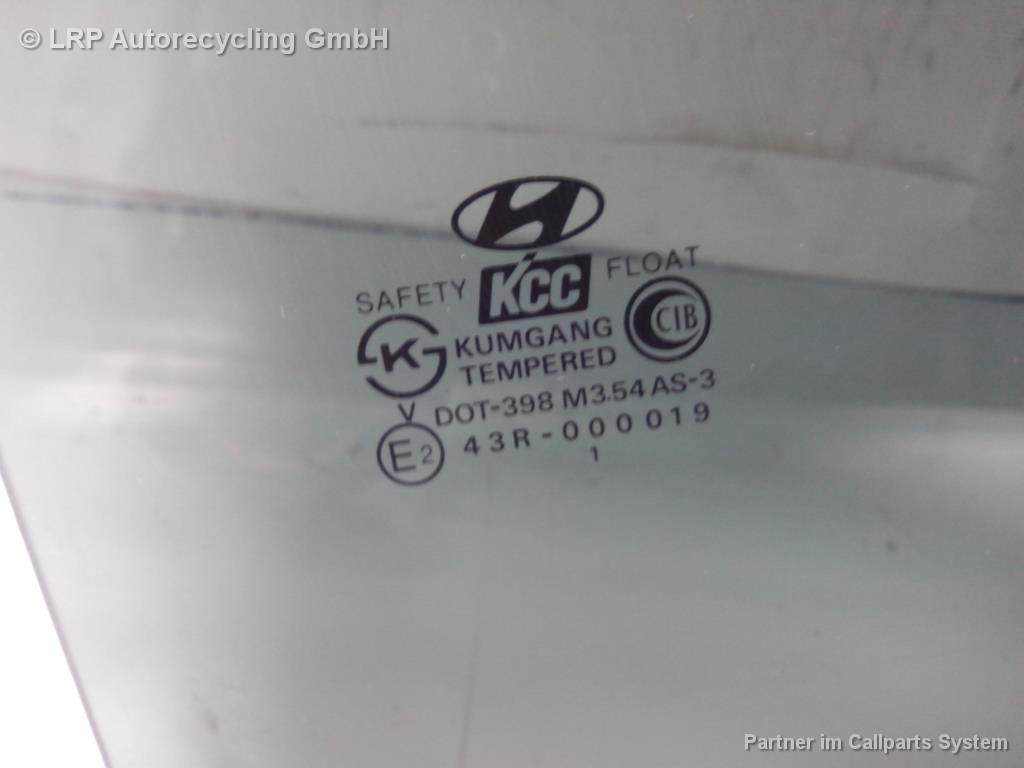 © LRP Autorecycling GmbH
SAFETY KCC FLOAT
K KUMGANG CIB
TEMPERED
V DOT-398 M3.54 AS-3
E2 43R-000019
1
Partner im Callparts System